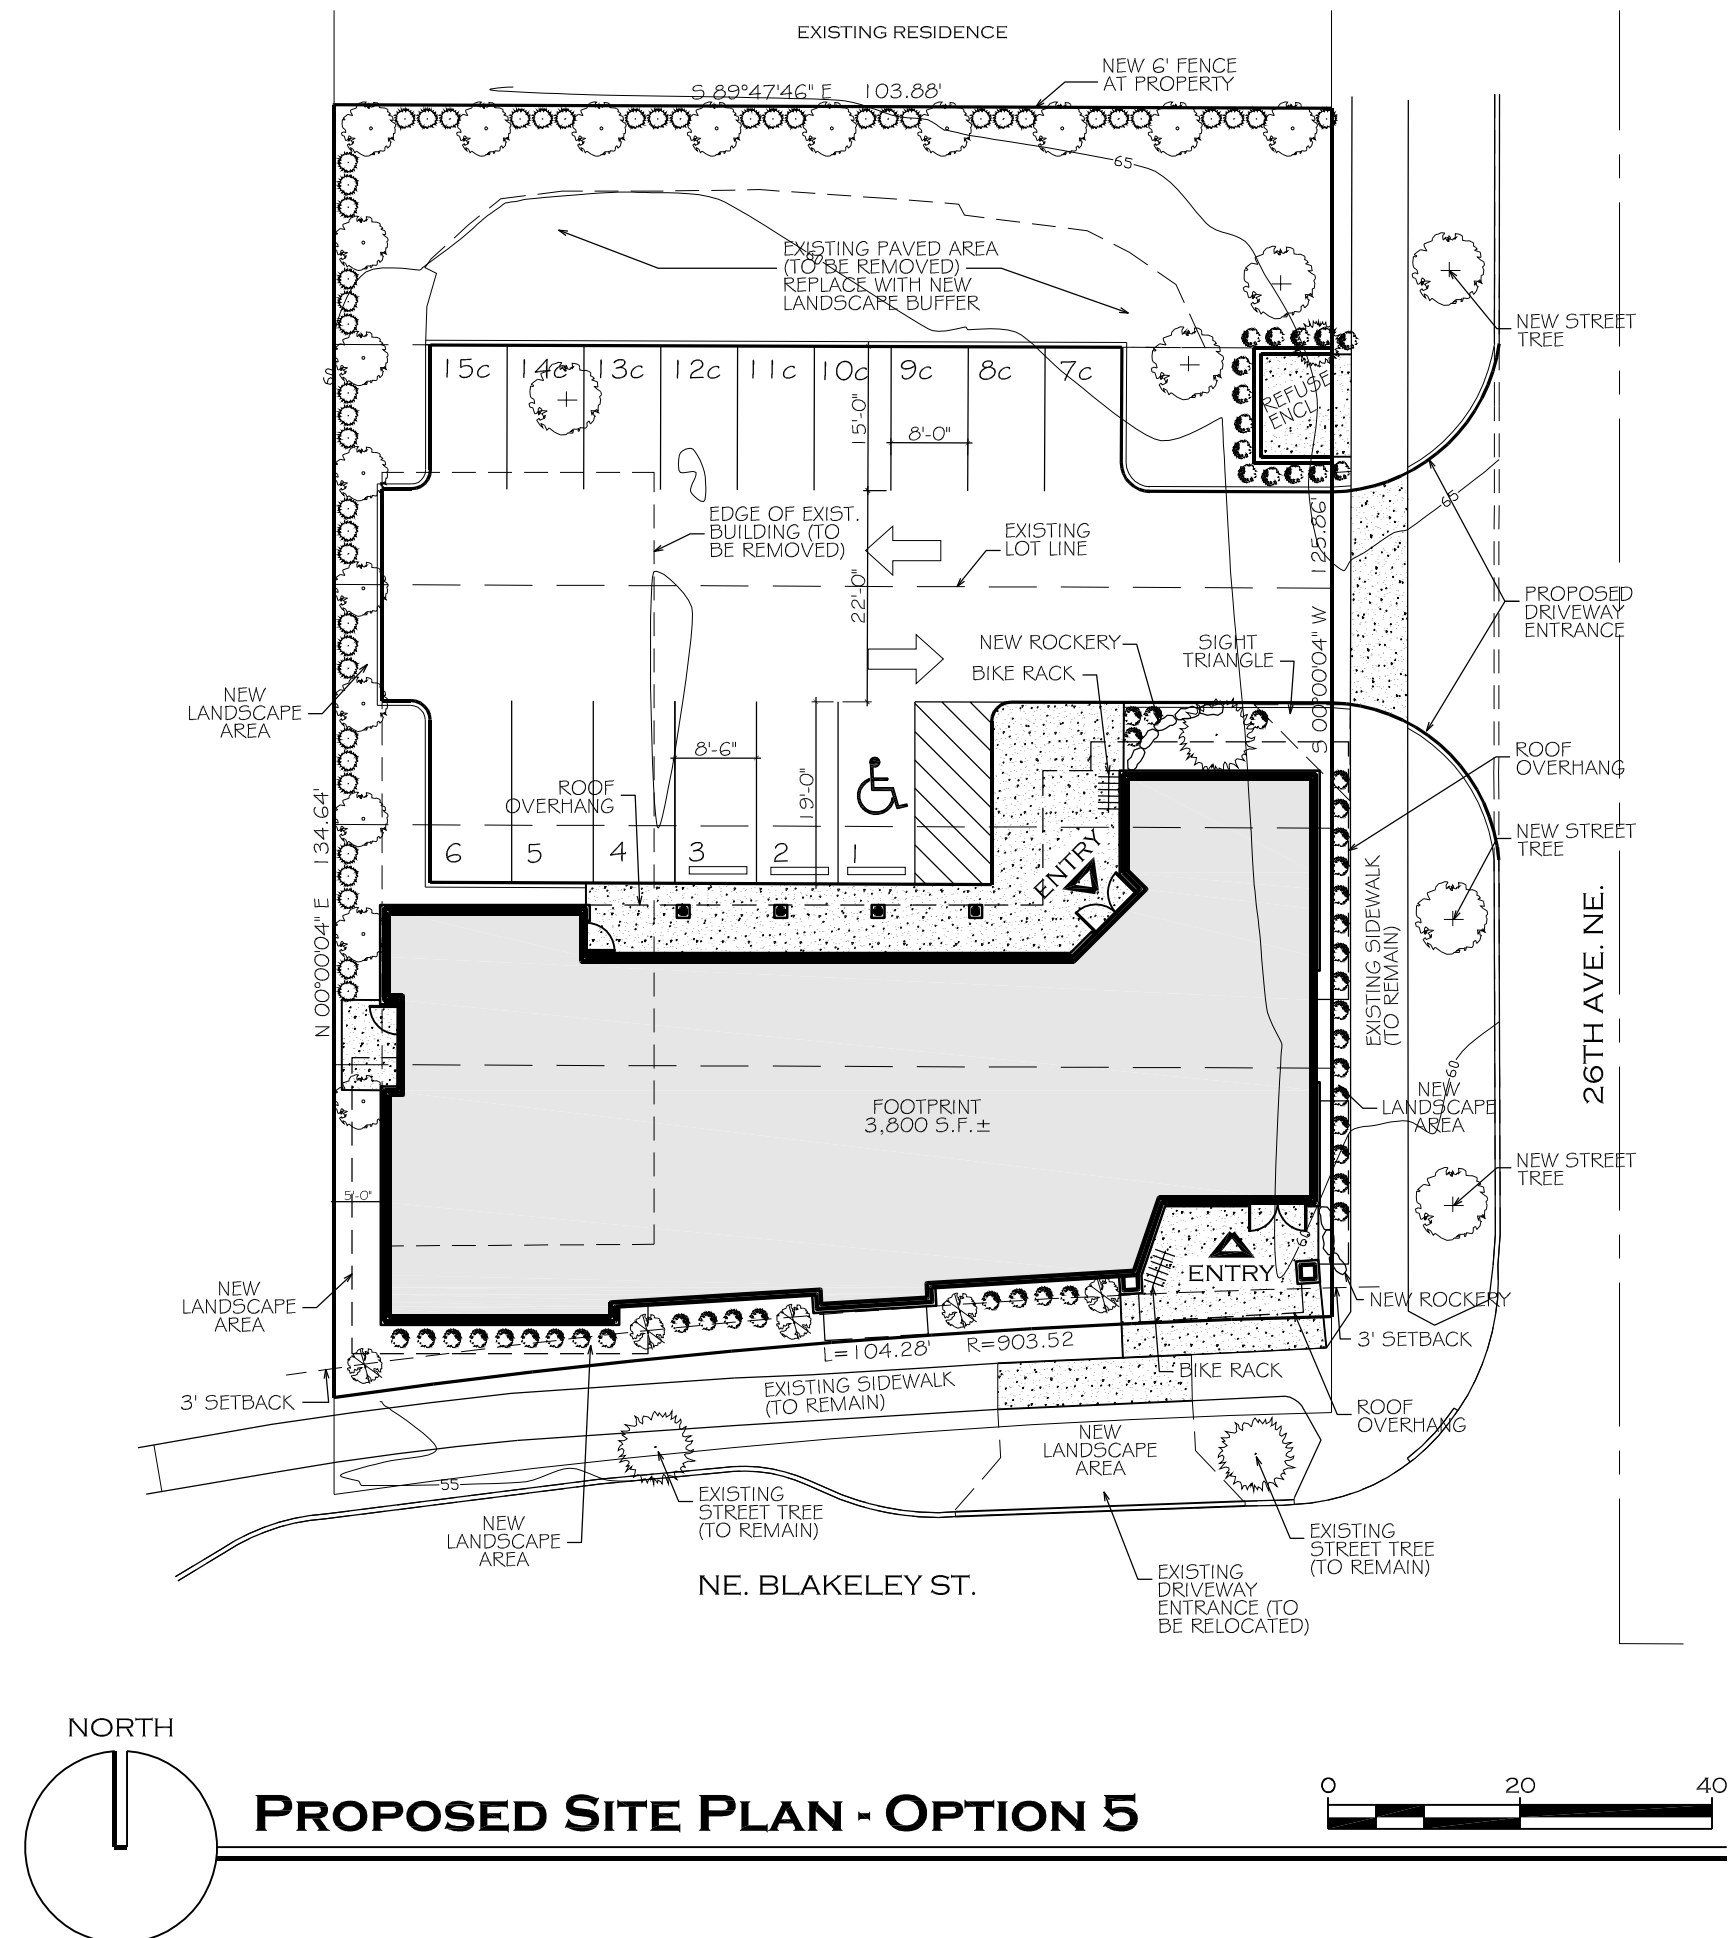 EXISTING RESIDENCE
NEW 6' FENCE
AT PROPERTY
S 89°47'46" E 103.88'
65
EXISTING PAVED AREA
(TO BE REMOVED)
REPLACE WITH NEW
LANDSCAPE BUFFER
60
NEW STREET
TREE
60
15c 14c 13c 12c 11c 10c 9c 8c 7c
REFUSE
ENCL.
15'-0"
8'-0"
65
EDGE OF EXIST.
BUILDING (TO
BE REMOVED)
EXISTING
LOT LINE
125.86'
S 00°00'04" W
22'-0"
PROPOSED
DRIVEWAY
ENTRANCE
NEW ROCKERY
BIKE RACK
SIGHT
TRIANGLE
NEW
LANDSCAPE
AREA
8'-6"
19'-0"
ROOF
OVERHANG
ROOF
OVERHANG
N 00°00'04" E 134.64'
6 5 4 3 2 1
ENTRY
NEW STREET
TREE
EXISTING SIDEWALK
(TO REMAIN)
26TH AVE. NE.
60
FOOTPRINT
3,800 S.F.±
NEW
LANDSCAPE
AREA
NEW STREET
TREE
5'-0"
60
ENTRY
NEW
LANDSCAPE
AREA
NEW ROCKERY
3' SETBACK
L=104.28' R=903.52
BIKE RACK
EXISTING SIDEWALK
(TO REMAIN)
3' SETBACK
ROOF
OVERHANG
NEW
LANDSCAPE
AREA
55
EXISTING
STREET TREE
(TO REMAIN)
NEW
LANDSCAPE
AREA
EXISTING
STREET TREE
(TO REMAIN)
NE. BLAKELEY ST.
EXISTING
DRIVEWAY
ENTRANCE (TO
BE RELOCATED)
NORTH
PROPOSED SITE PLAN - OPTION 5
0 20 40